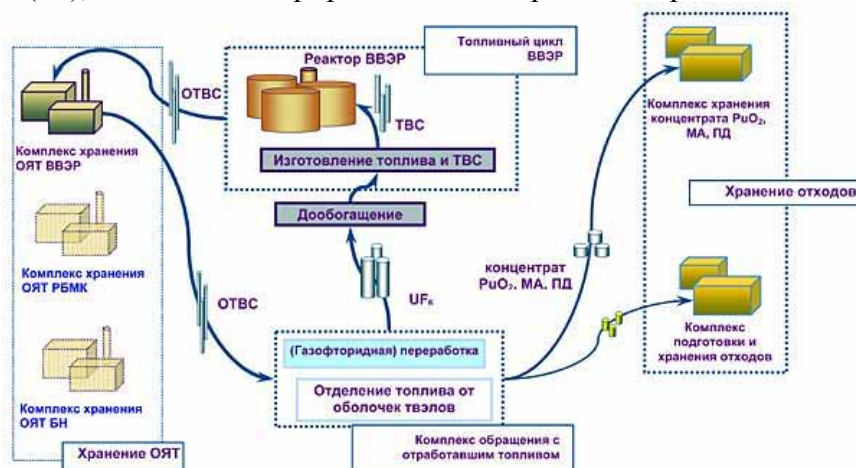 Топливный цикл
ВВЭР
Реактор ВВЭР
ОТВС
ТВС
Комплекс хранения
ОЯТ ВВЭР
Изготовление топлива и ТВС
Дообогащение
Комплекс хранения
концентрата PuO₂,
МА, ПД
Хранение отходов
Комплекс хранения
ОЯТ РБМК
ОТВС
UF₆
концентрат
PuO₂, МА, ПД
Комплекс
подготовки и
хранения отходов
(Газофторидная) переработка
Отделение топлива от
оболочек твэлов
Комплекс хранения
ОЯТ БН
Хранение ОЯТ
Комплекс обращения с
отработавшим топливом